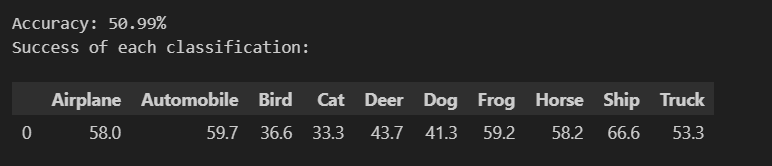 Accuracy: 50.99%
Success of each classification:
Airplane Automobile Bird Cat Deer Dog Frog Horse Ship Truck
0 58.0 59.7 36.6 33.3 43.7 41.3 59.2 58.2 66.6 53.3